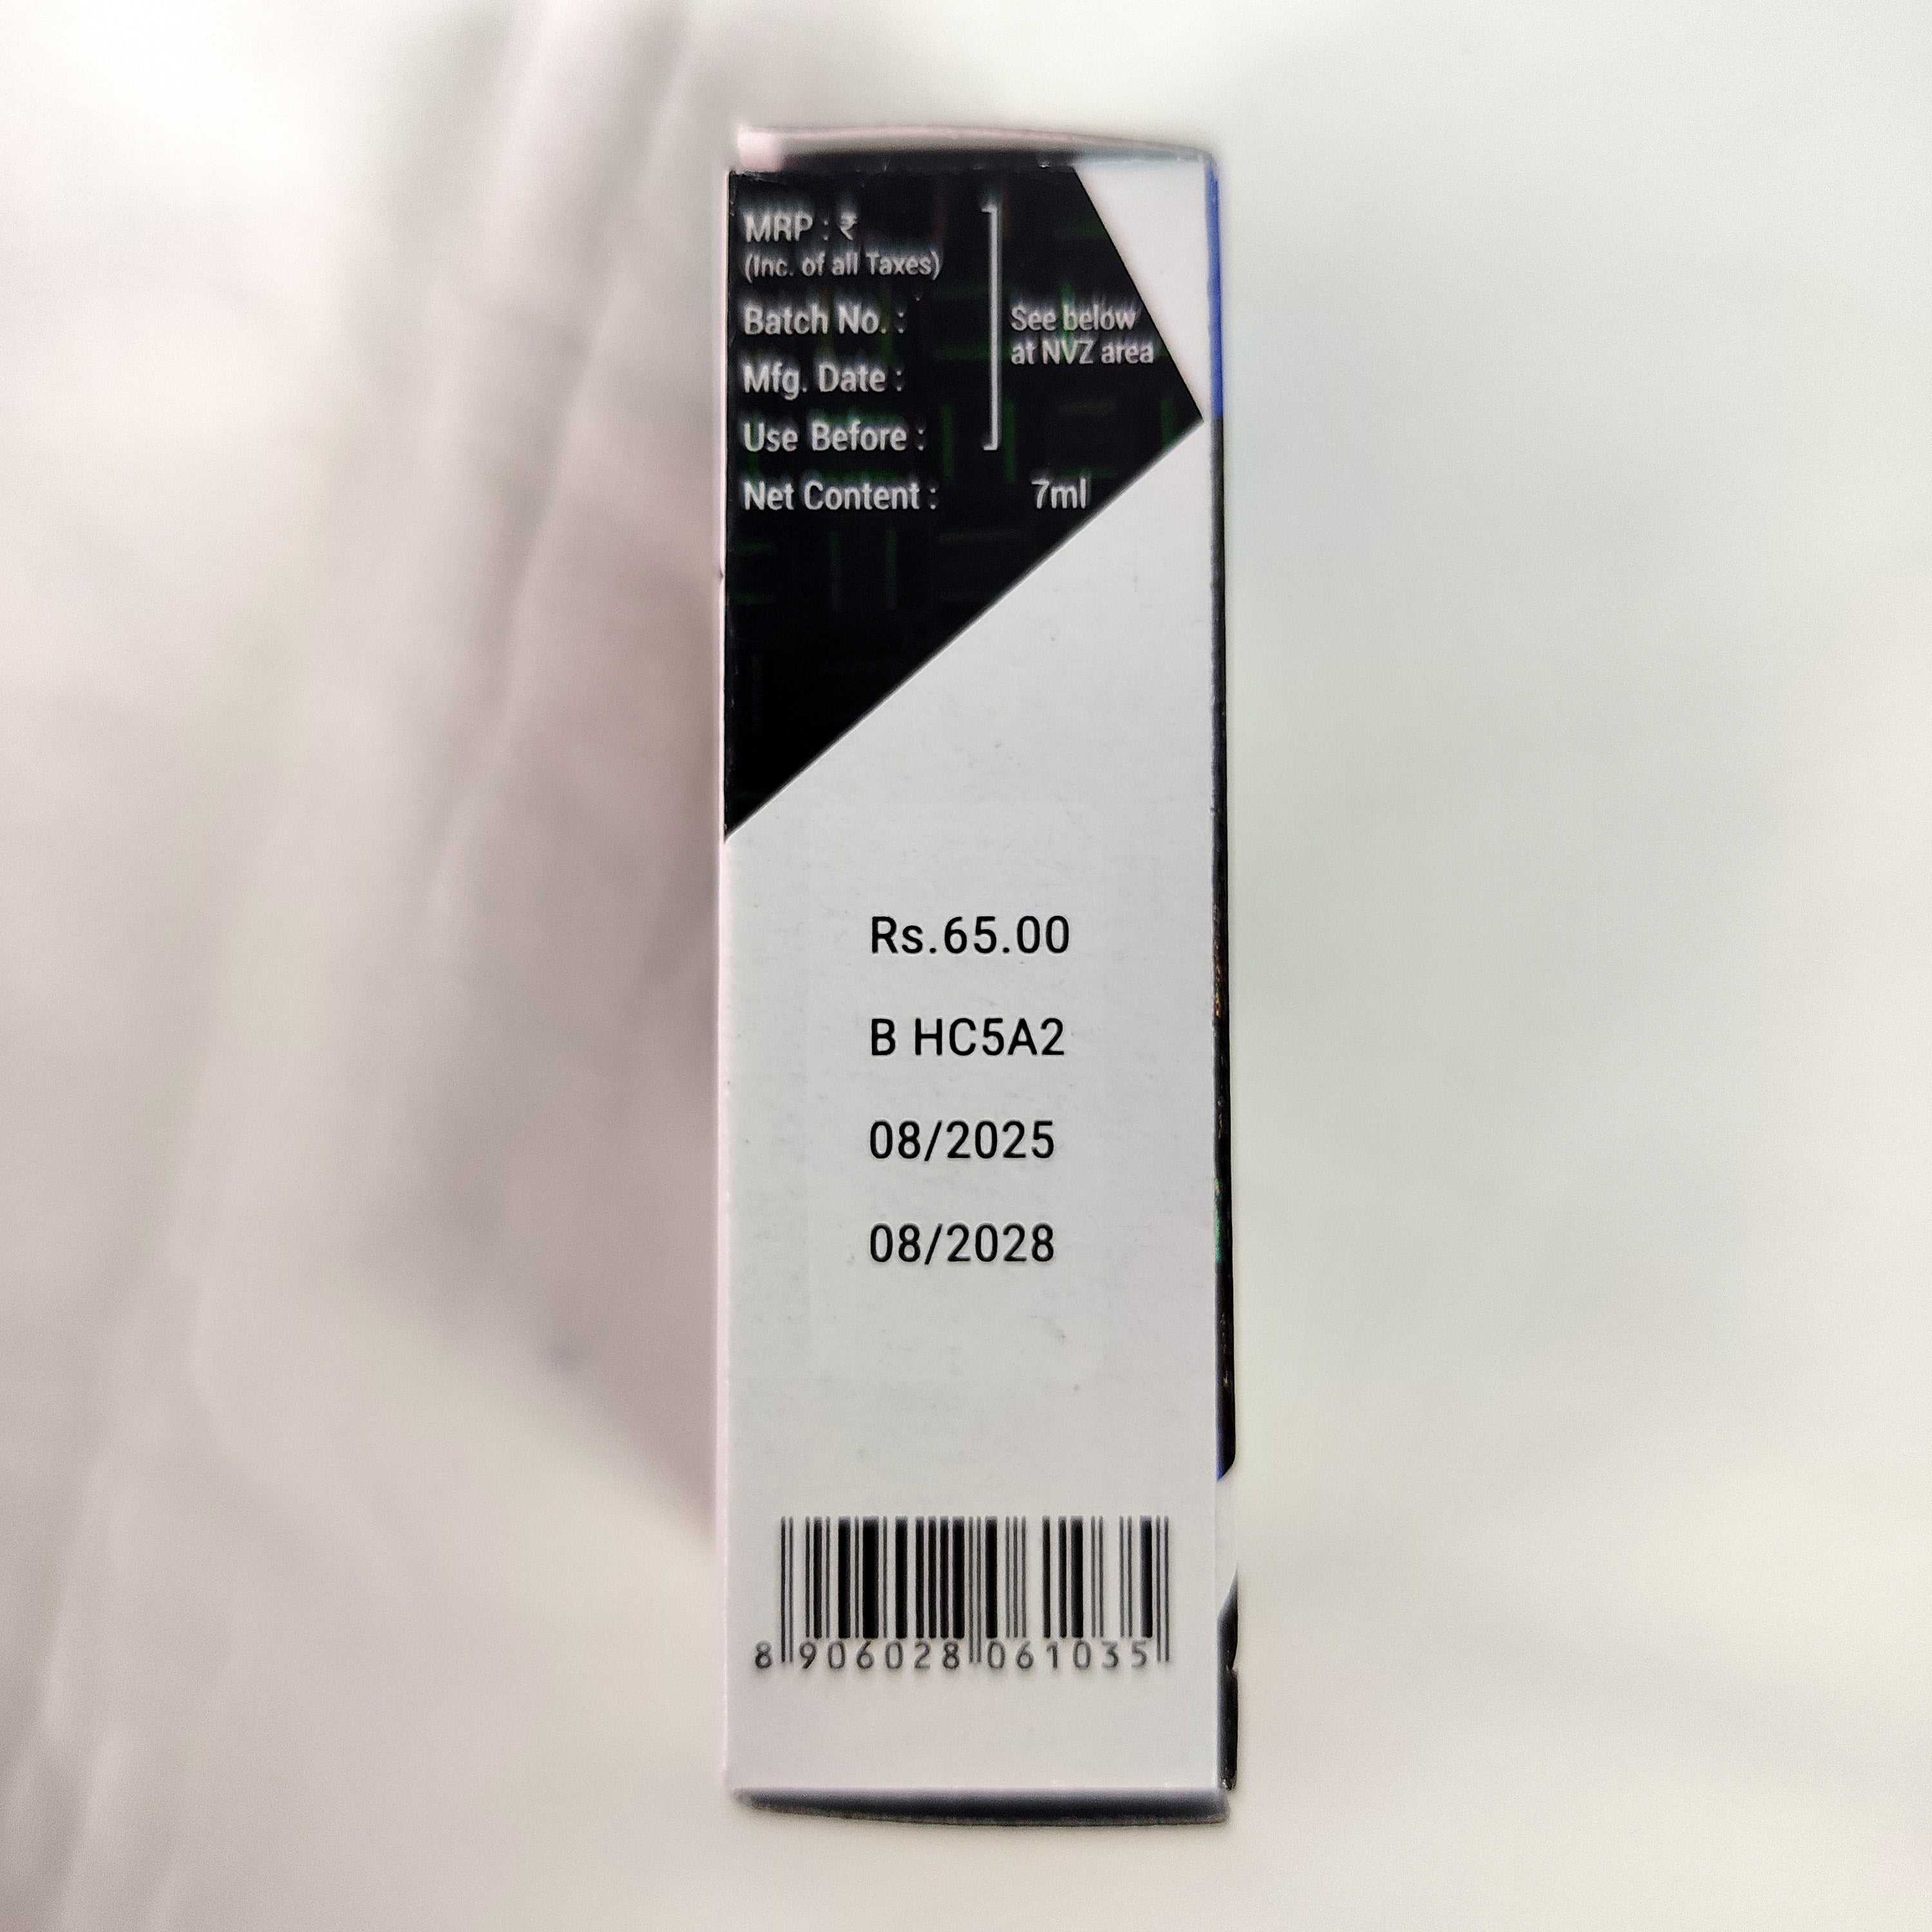 MRP : ₹
(Inc. of all Taxes)
Batch No. :
Mfg. Date :
Use Before :
See below
at NVZ area
Net Content : 7ml
Rs.65.00
B HC5A2
08/2025
08/2028
8 906028 061035